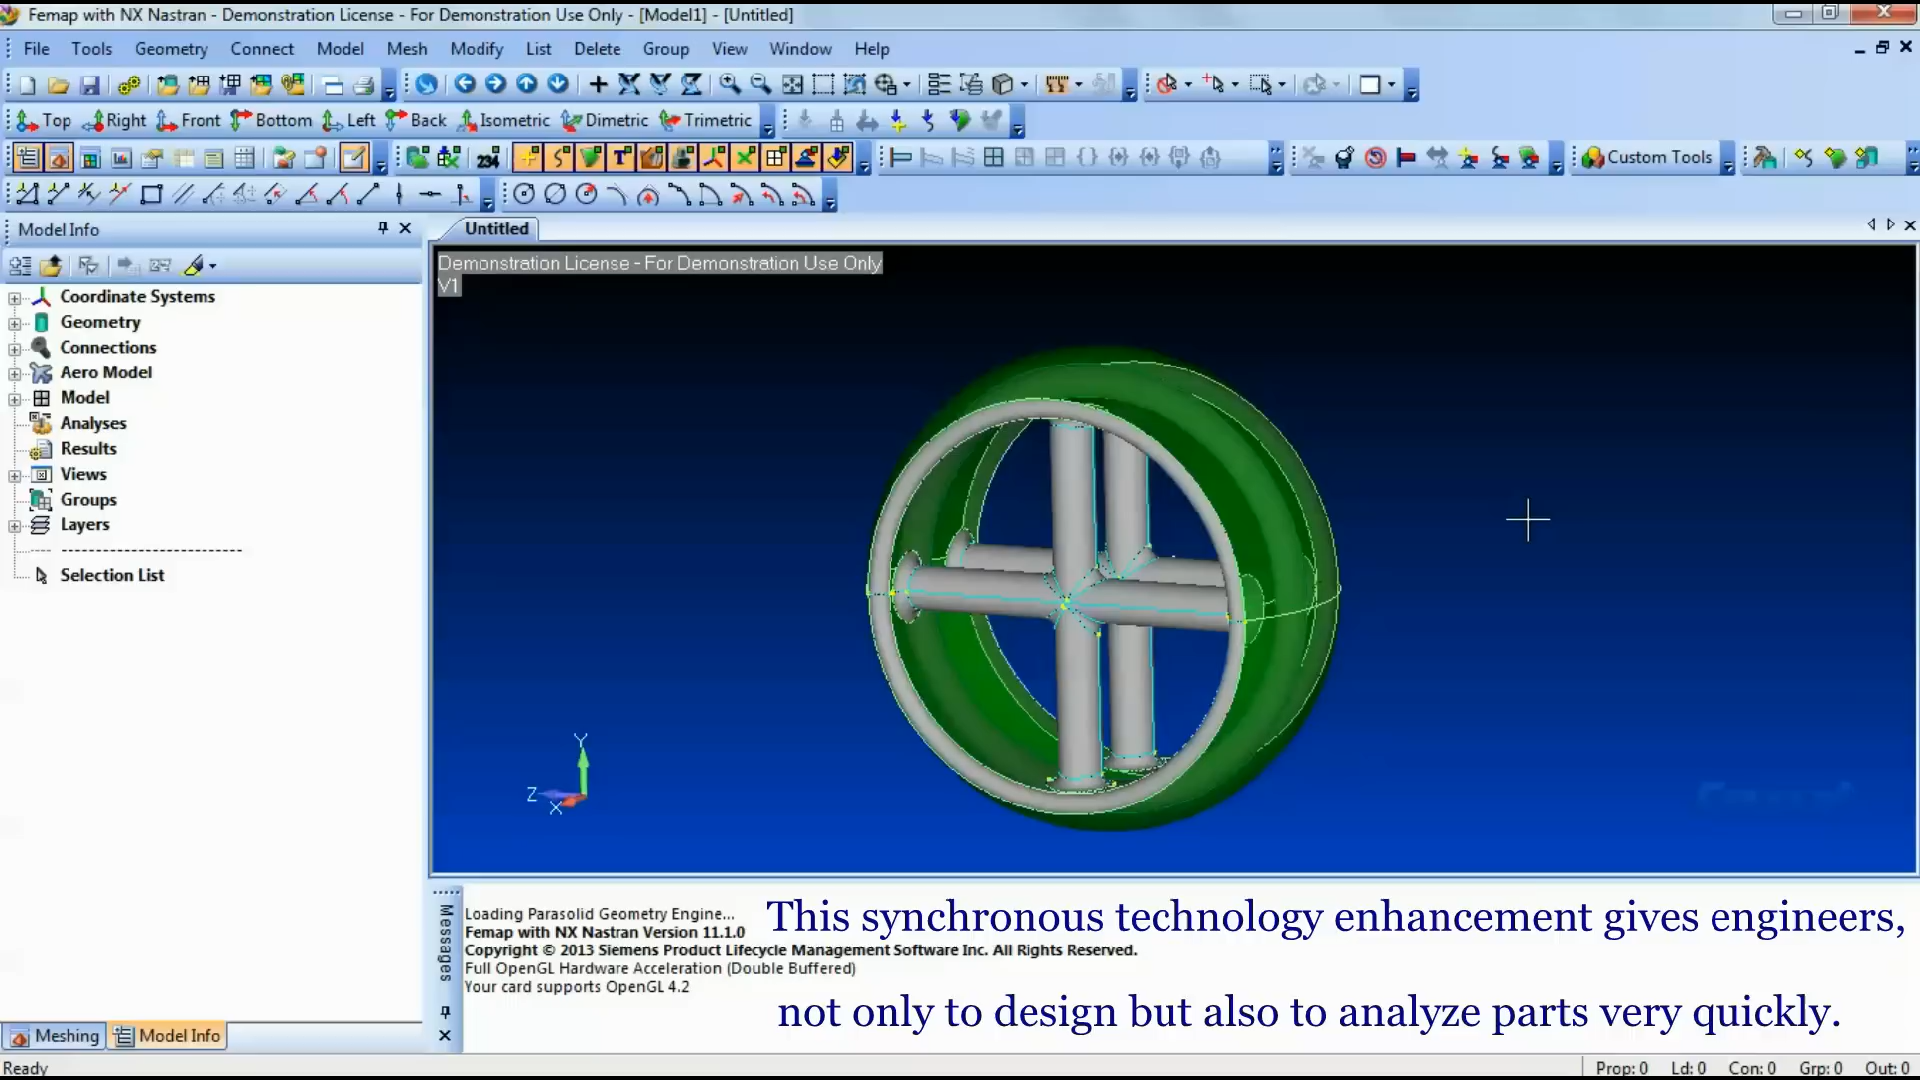 Femap with NX Nastran - Demonstration License - For Demonstration Use Only - [Model1] - [Untitled]
File Tools Geometry Connect Model Mesh Modify List Delete Group View Window Help
Top Right Front Bottom Left Back Isometric Dimetric Trimetric
234 T Custom Tools
Model Info
Untitled
Demonstration License - For Demonstration Use Only
V1
Coordinate Systems
Geometry
Connections
Aero Model
Model
Analyses
Results
Views
Groups
Layers
Selection List
Y
Z
X
Messages
Loading Parasolid Geometry Engine...
Femap with NX Nastran Version 11.1.0
Copyright © 2013 Siemens Product Lifecycle Management Software Inc. All Rights Reserved.
Full OpenGL Hardware Acceleration (Double Buffered)
Your card supports OpenGL 4.2
This synchronous technology enhancement gives engineers,
not only to design but also to analyze parts very quickly.
Meshing Model Info
Ready Prop: 0 Ld: 0 Con: 0 Grp: 0 Out: 0